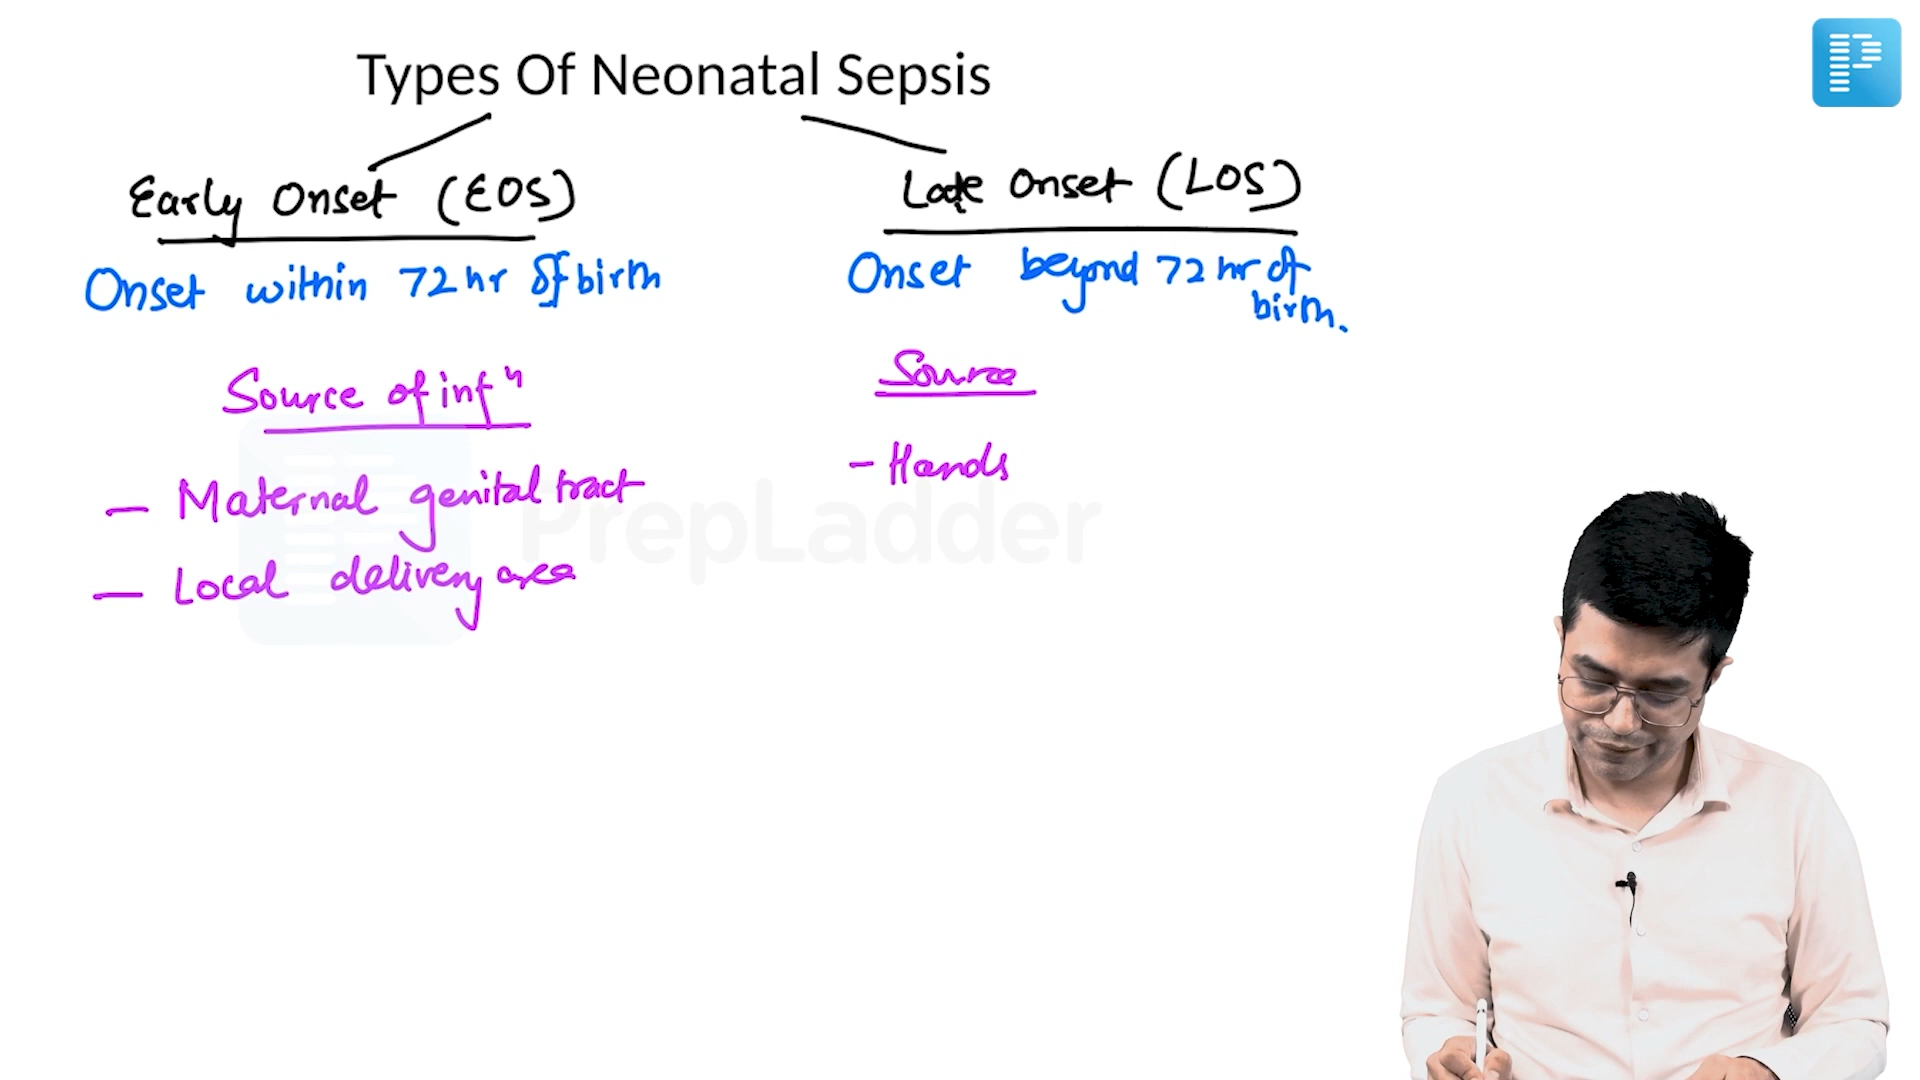 Types Of Neonatal Sepsis
Early Onset (EOS)
Onset within 72 hr of birth
Source of infⁿ
- Maternal genital tract
- Local delivery area
Late Onset (LOS)
Onset beyond 72 hr of
birth.
Source
- Hands
PrepLadder